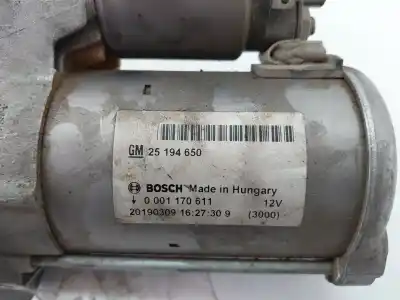 GM 25 194 650
BOSCH Made in Hungary
0 001 170 611 12V
20190309 16:27:30 9 (3000)